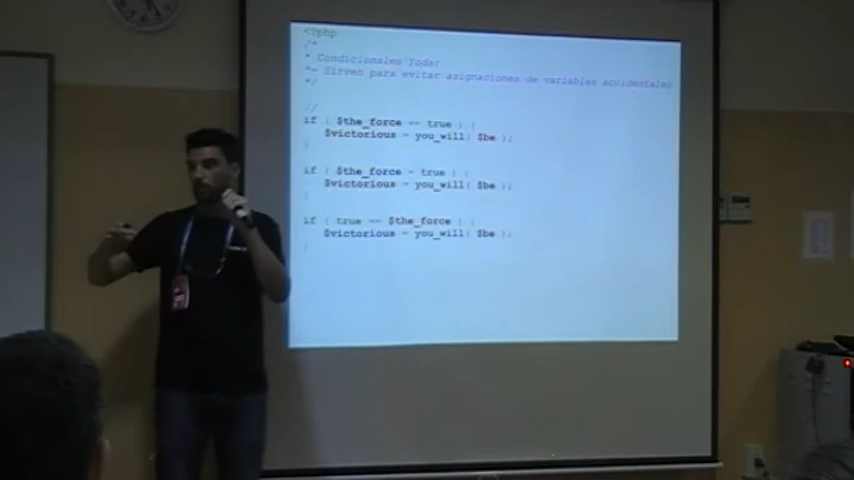 <?php
/*
* Condicionales Yoda:
*- Sirven para evitar asignaciones de variables accidentales
*/
//
if ( $the_force == true ) {
$victorious = you_will( $be );
}
if ( $the_force = true ) {
$victorious = you_will( $be );
}
if ( true == $the_force ) {
$victorious = you_will( $be );
}